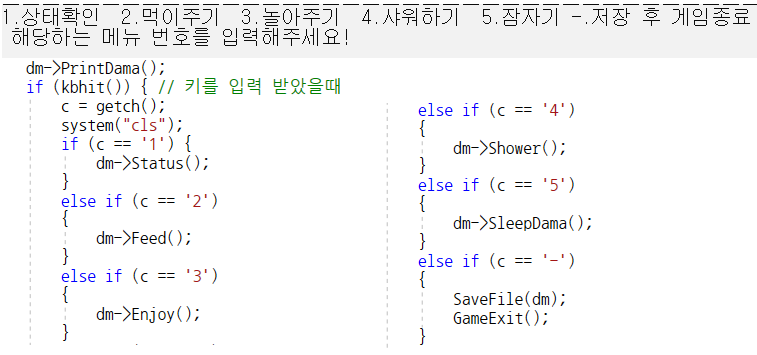 1.상태확인  2.먹이주기  3.놀아주기  4.샤워하기  5.잠자기 -.저장 후 게임종료
해당하는 메뉴 번호를 입력해주세요!
dm->PrintDama();
if (kbhit()) { // 키를 입력 받았을때
c = getch();
system("cls");
if (c == '1') {
dm->Status();
}
else if (c == '2')
{
dm->Feed();
}
else if (c == '3')
{
dm->Enjoy();
}
else if (c == '4')
{
dm->Shower();
}
else if (c == '5')
{
dm->SleepDama();
}
else if (c == '-')
{
SaveFile(dm);
GameExit();
}